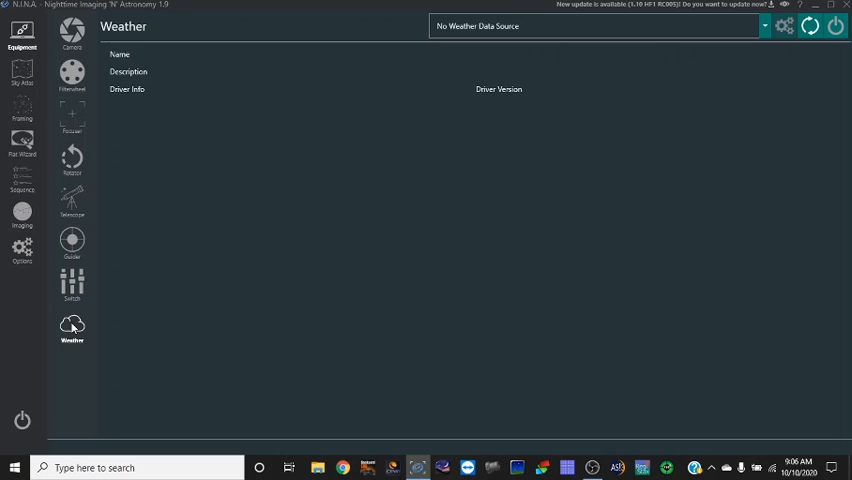 N.I.N.A. - Nighttime Imaging 'N' Astronomy 1.9
New update is available (1.10 HF1 RC005)! Do you want to update now?
Equipment
Sky Atlas
Framing
Flat Wizard
Sequence
Imaging
Options
Camera
Filterwheel
Focuser
Rotator
Telescope
Guider
Switch
Weather
Weather
No Weather Data Source
Name
Description
Driver Info
Driver Version
Type here to search
9:06 AM
10/10/2020